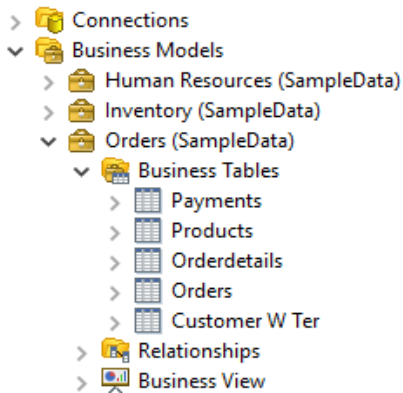 Connections
Business Models
Human Resources (SampleData)
Inventory (SampleData)
Orders (SampleData)
Business Tables
Payments
Products
Orderdetails
Orders
Customer W Ter
Relationships
Business View